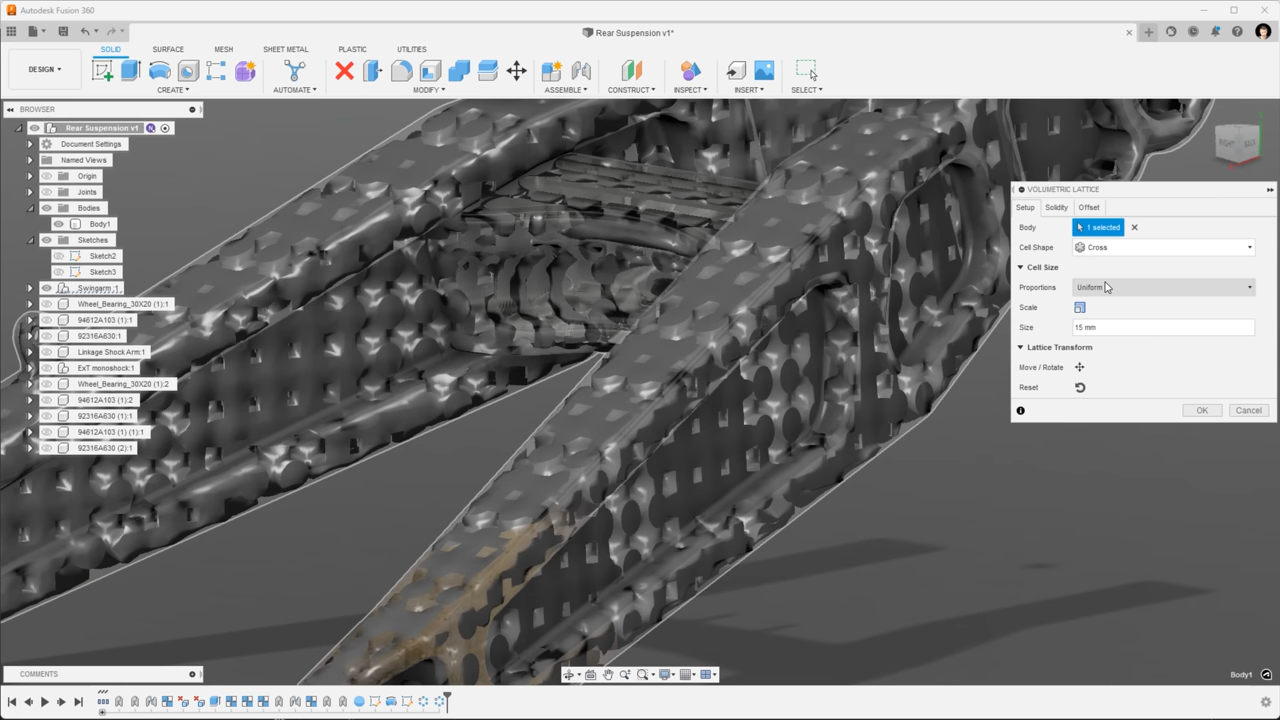 Autodesk Fusion 360
Rear Suspension v1*
DESIGN
SOLID SURFACE MESH SHEET METAL PLASTIC UTILITIES
CREATE AUTOMATE MODIFY ASSEMBLE CONSTRUCT INSPECT INSERT SELECT
BROWSER
Rear Suspension v1
Document Settings
Named Views
Origin
Joints
Bodies
Body1
Sketches
Sketch2
Sketch3
Swingarm:1
Wheel_Bearing_30X20 (1):1
94612A103 (1):1
92316A630:1
Linkage Shock Arm:1
ExT monoshock:1
Wheel_Bearing_30X20 (1):2
94612A103 (1):2
92316A630 (1):1
94612A103 (1) (1):1
92316A630 (2):1
RIGHT BACK
VOLUMETRIC LATTICE
Setup Solidity Offset
Body 1 selected
Cell Shape Cross
Cell Size
Proportions Uniform
Scale
Size 15 mm
Lattice Transform
Move / Rotate
Reset
OK Cancel
COMMENTS
Body1